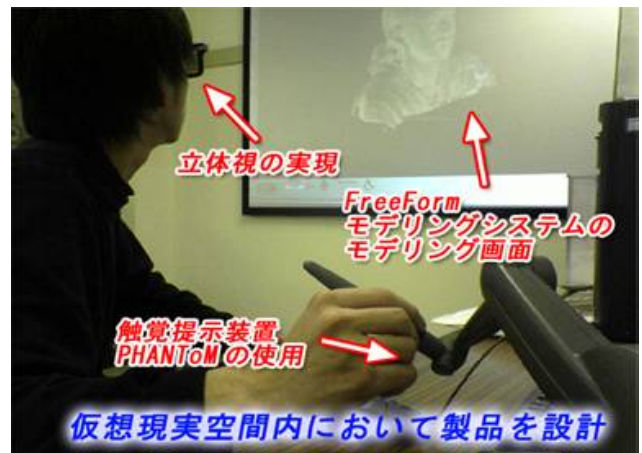 立体視の実現
FreeForm
モデリングシステムの
モデリング画面
触覚提示装置
PHANToMの使用
仮想現実空間内において製品を設計